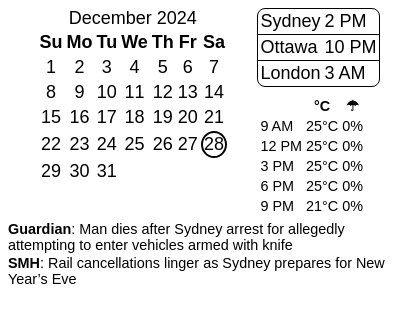 December 2024
Su Mo Tu We Th Fr Sa
1 2 3 4 5 6 7
8 9 10 11 12 13 14
15 16 17 18 19 20 21
22 23 24 25 26 27 28
29 30 31
Sydney 2 PM
Ottawa 10 PM
London 3 AM
°C ☂
9 AM 25°C 0%
12 PM 25°C 0%
3 PM 25°C 0%
6 PM 25°C 0%
9 PM 21°C 0%
Guardian: Man dies after Sydney arrest for allegedly
attempting to enter vehicles armed with knife
SMH: Rail cancellations linger as Sydney prepares for New
Year’s Eve